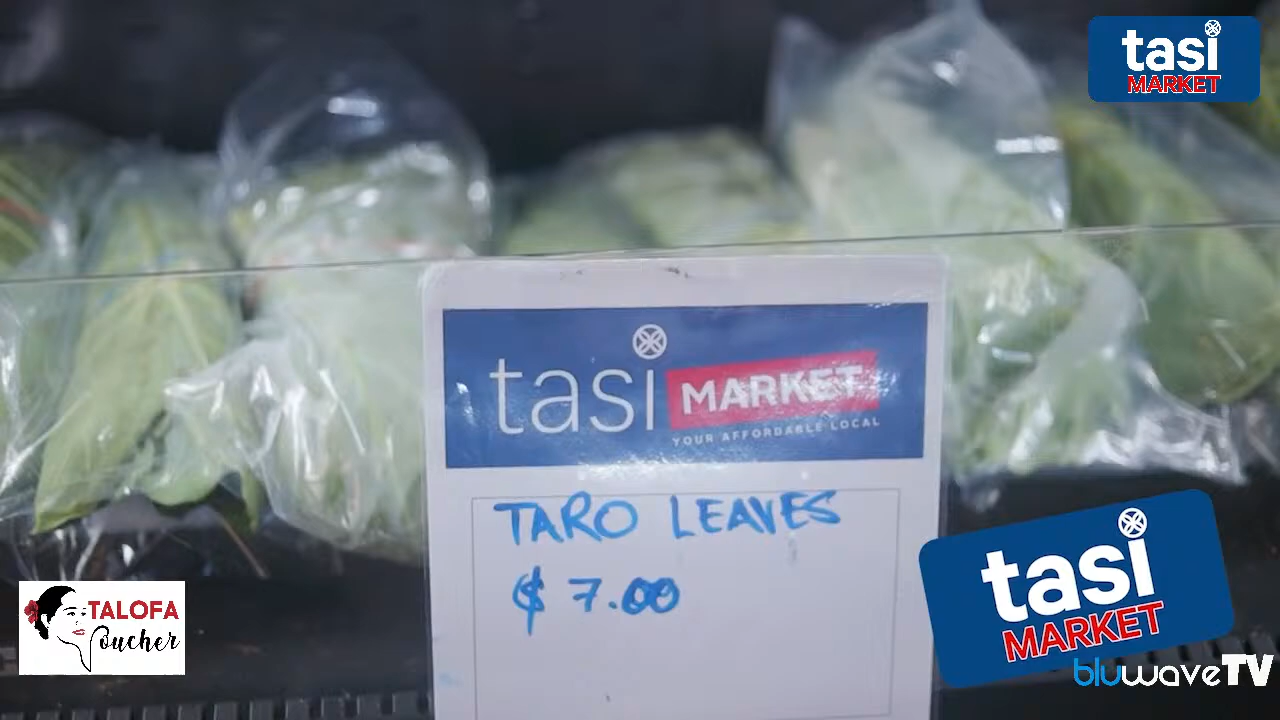 tasi
MARKET
tasi MARKET
YOUR AFFORDABLE LOCAL
TARO LEAVES
$ 7.00
tasi
MARKET
TALOFA
Voucher
bluwaveTV